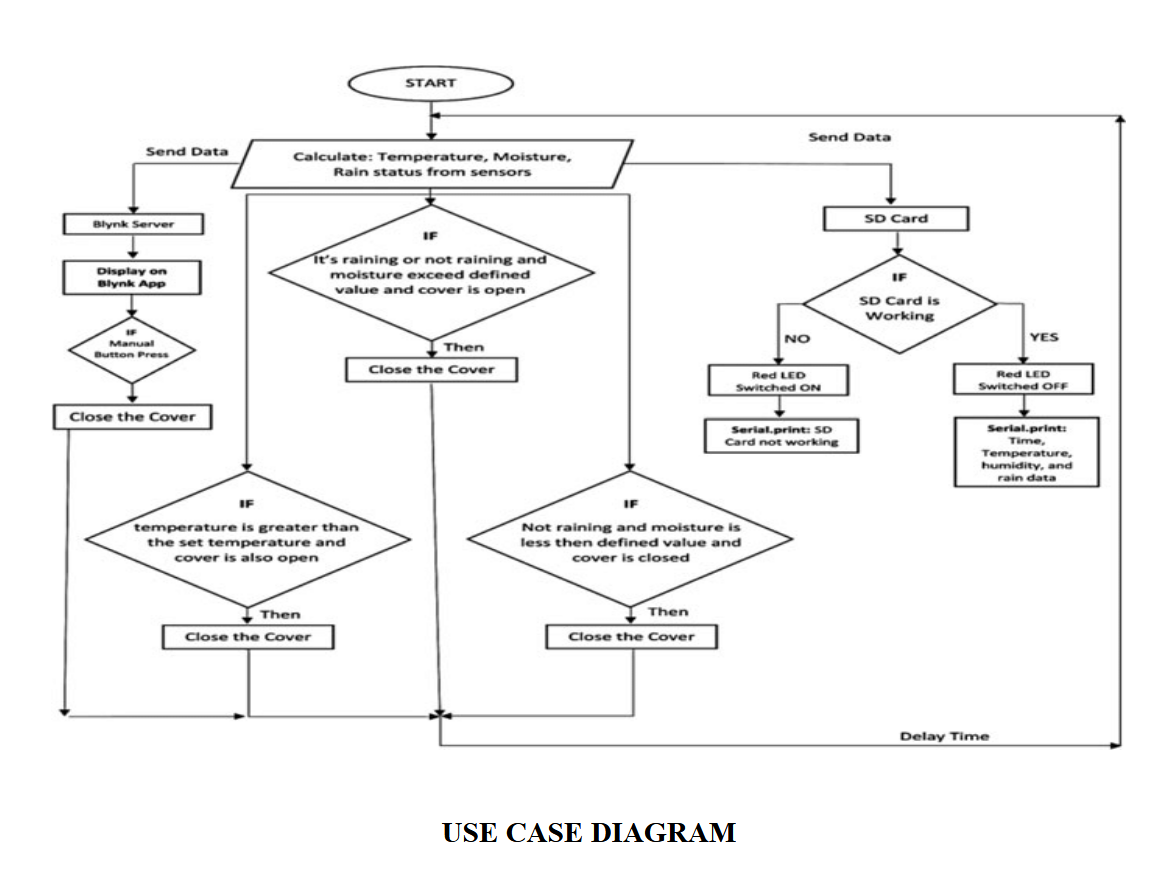 START
Send Data
Send Data
Calculate: Temperature, Moisture,
Rain status from sensors
Blynk Server
Display on
Blynk App
IF
Manual
Button Press
Close the Cover
IF
It's raining or not raining and
moisture exceed defined
value and cover is open
Then
Close the Cover
SD Card
IF
SD Card is
Working
NO
YES
Red LED
Switched ON
Serial.print: SD
Card not working
Red LED
Switched OFF
Serial.print:
Time,
Temperature,
humidity, and
rain data
IF
temperature is greater than
the set temperature and
cover is also open
Then
Close the Cover
IF
Not raining and moisture is
less then defined value and
cover is closed
Then
Close the Cover
Delay Time
USE CASE DIAGRAM